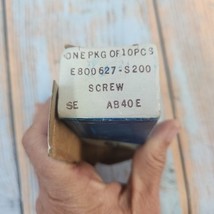 ONE PKG OF 10 PCS
E800627-S200
SCREW
SE AB40E